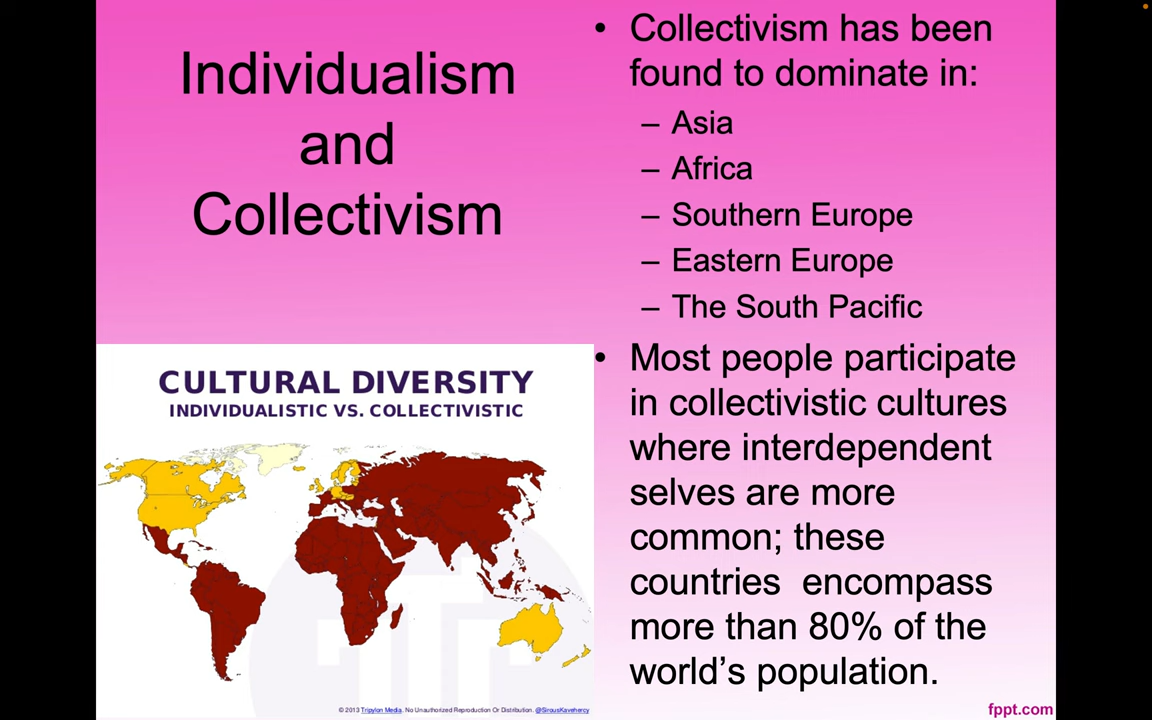 Individualism
and
Collectivism
• Collectivism has been
found to dominate in:
– Asia
– Africa
– Southern Europe
– Eastern Europe
– The South Pacific
• Most people participate
in collectivistic cultures
where interdependent
selves are more
common; these
countries  encompass
more than 80% of the
world’s population.
CULTURAL DIVERSITY
INDIVIDUALISTIC VS. COLLECTIVISTIC
© 2013 Tripylon Media. No Unauthorized Reproduction Or Distribution. @SirousKavehercy
fppt.com